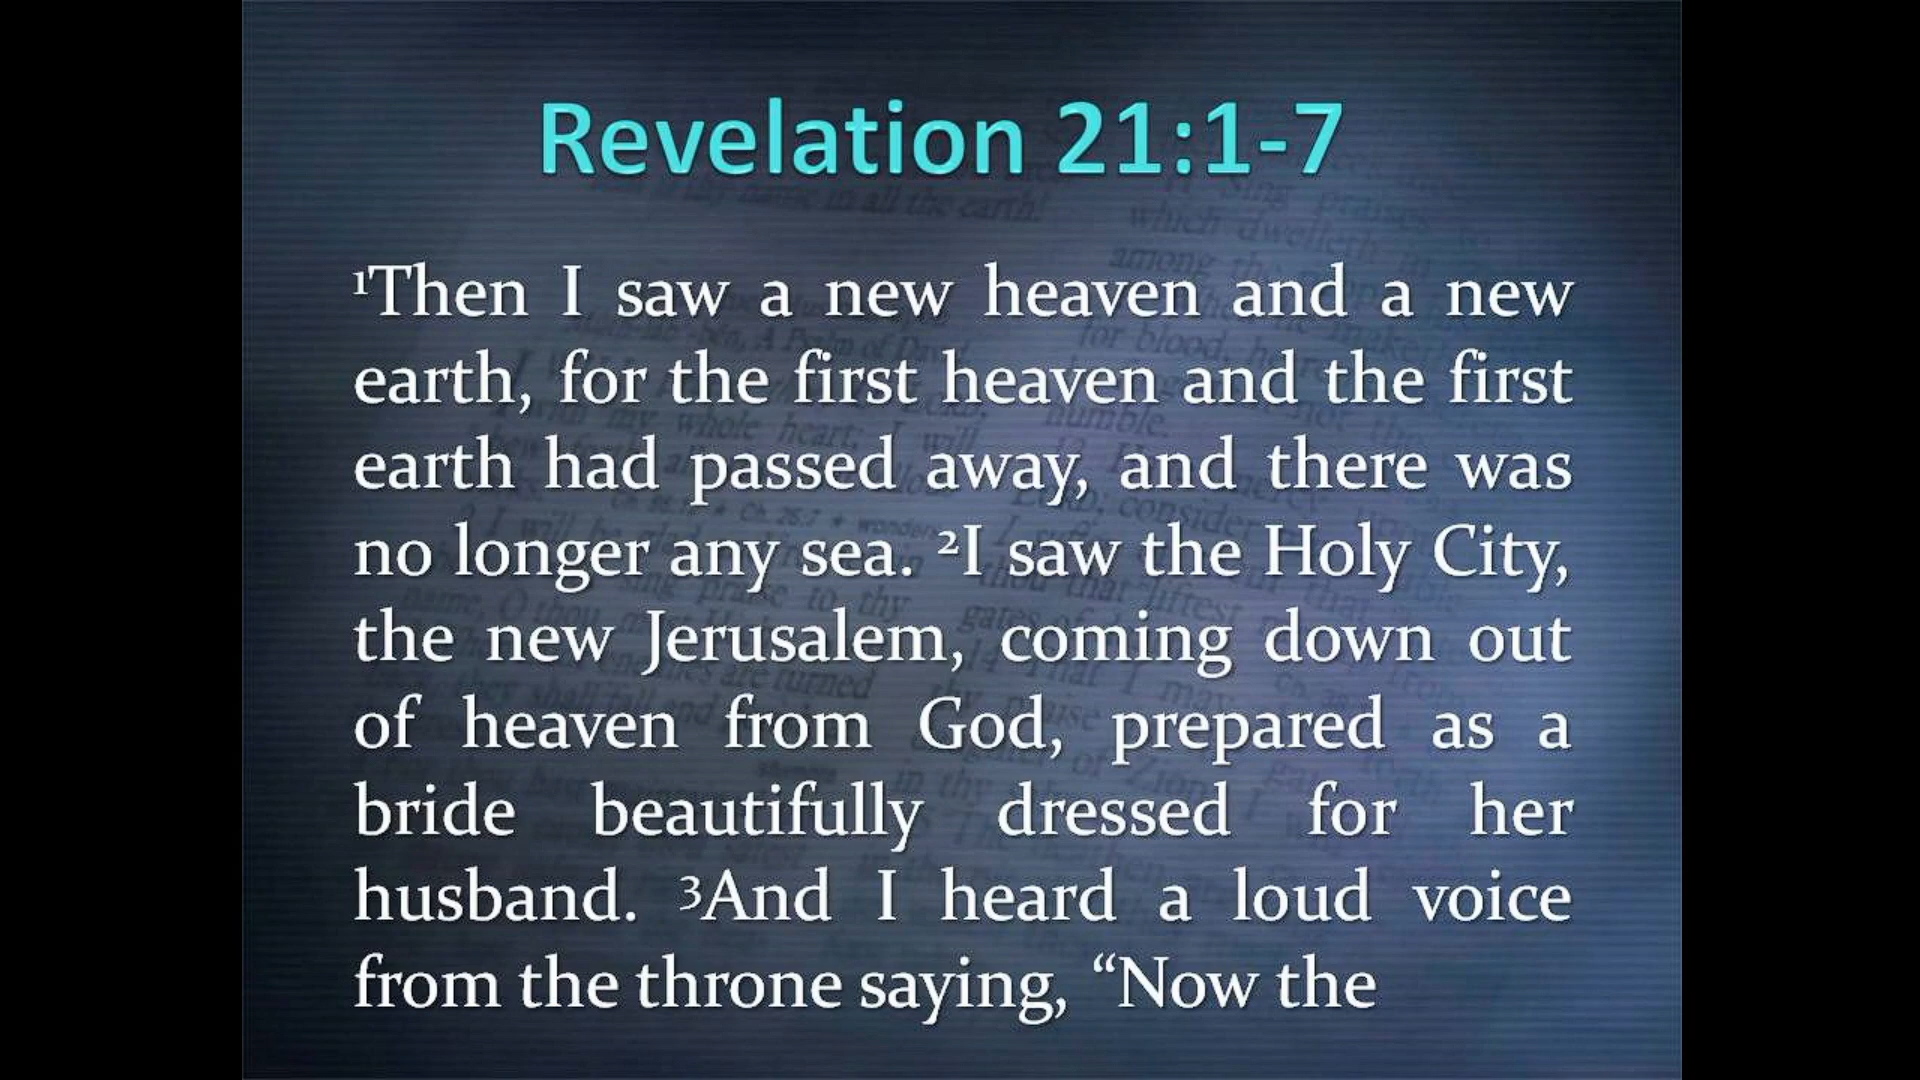 Revelation 21:1-7
¹Then I saw a new heaven and a new
earth, for the first heaven and the first
earth had passed away, and there was
no longer any sea. ²I saw the Holy City,
the new Jerusalem, coming down out
of heaven from God, prepared as a
bride beautifully dressed for her
husband. ³And I heard a loud voice
from the throne saying, “Now the